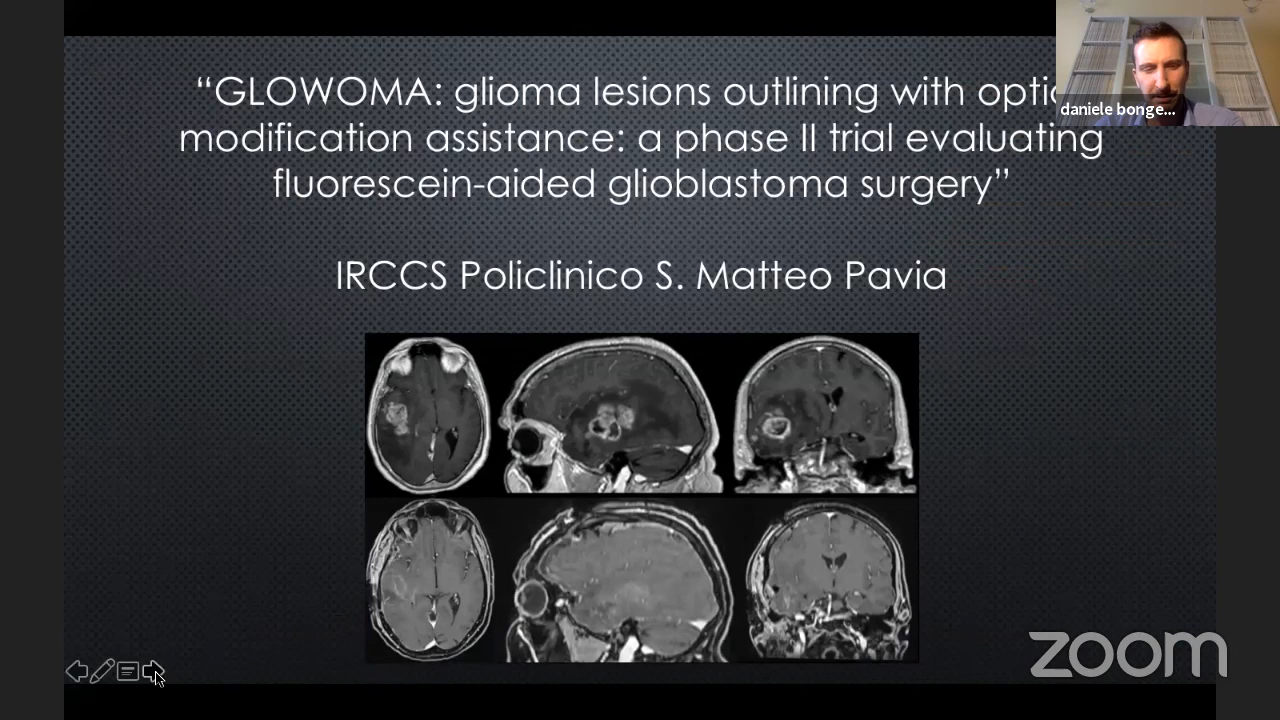 “GLOWOMA: glioma lesions outlining with optic
modification assistance: a phase II trial evaluating
fluorescein-aided glioblastoma surgery”
IRCCS Policlinico S. Matteo Pavia
daniele bonge...
zoom